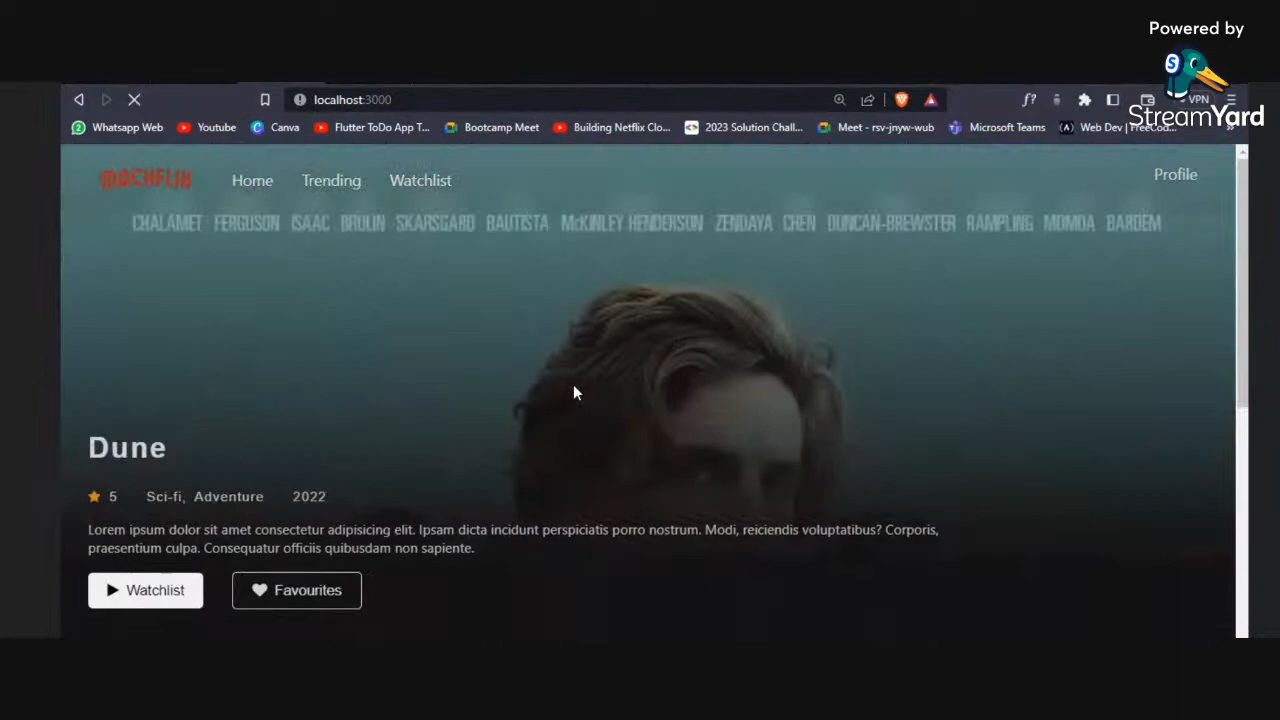 Powered by
StreamYard
localhost:3000
VPN
Whatsapp Web Youtube Canva Flutter ToDo App T... Bootcamp Meet Building Netflix Clo... 2023 Solution Chall... Meet - rsv-jnyw-wub Microsoft Teams Web Dev | FreeCod...
MACHFLIN Home Trending Watchlist Profile
CHALAMET FERGUSON ISAAC BROLIN SKARSGARD BAUTISTA McKINLEY HENDERSON ZENDAYA CHEN DUNCAN-BREWSTER RAMPLING MOMOA BARDEM
Dune
5 Sci-fi, Adventure 2022
Lorem ipsum dolor sit amet consectetur adipisicing elit. Ipsam dicta incidunt perspiciatis porro nostrum. Modi, reiciendis voluptatibus? Corporis,
praesentium culpa. Consequatur officiis quibusdam non sapiente.
Watchlist Favourites